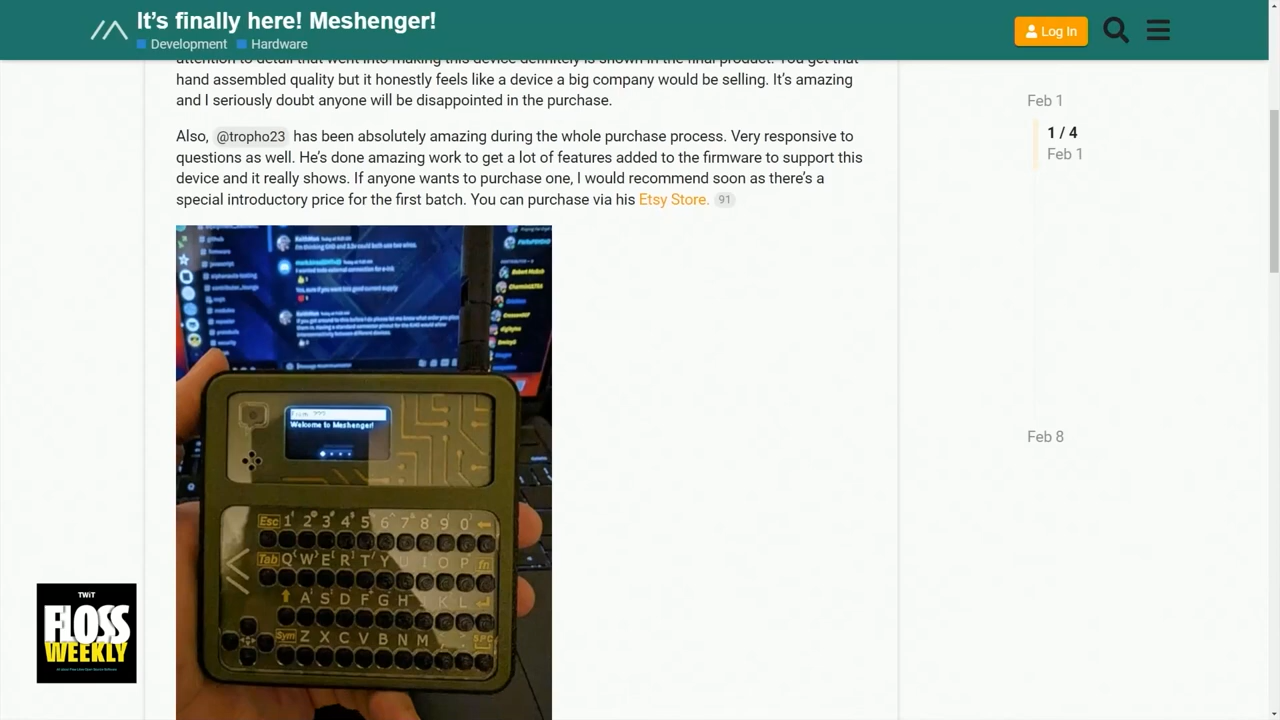 It’s finally here! Meshenger!
Development Hardware
Log In
attention to detail that went into making this device definitely is shown in the final product. You get that
hand assembled quality but it honestly feels like a device a big company would be selling. It’s amazing
and I seriously doubt anyone will be disappointed in the purchase.
Also, @tropho23 has been absolutely amazing during the whole purchase process. Very responsive to
questions as well. He’s done amazing work to get a lot of features added to the firmware to support this
device and it really shows. If anyone wants to purchase one, I would recommend soon as there’s a
special introductory price for the first batch. You can purchase via his Etsy Store. 91
Feb 1
1 / 4
Feb 1
Feb 8
Welcome to Meshenger!
Esc 1 2 3 4 5 6 7 8 9 0
Tab Q W E R T Y U I O P fn
A S D F G H J K L
Sym Z X C V B N M
TWiT
FLOSS
WEEKLY